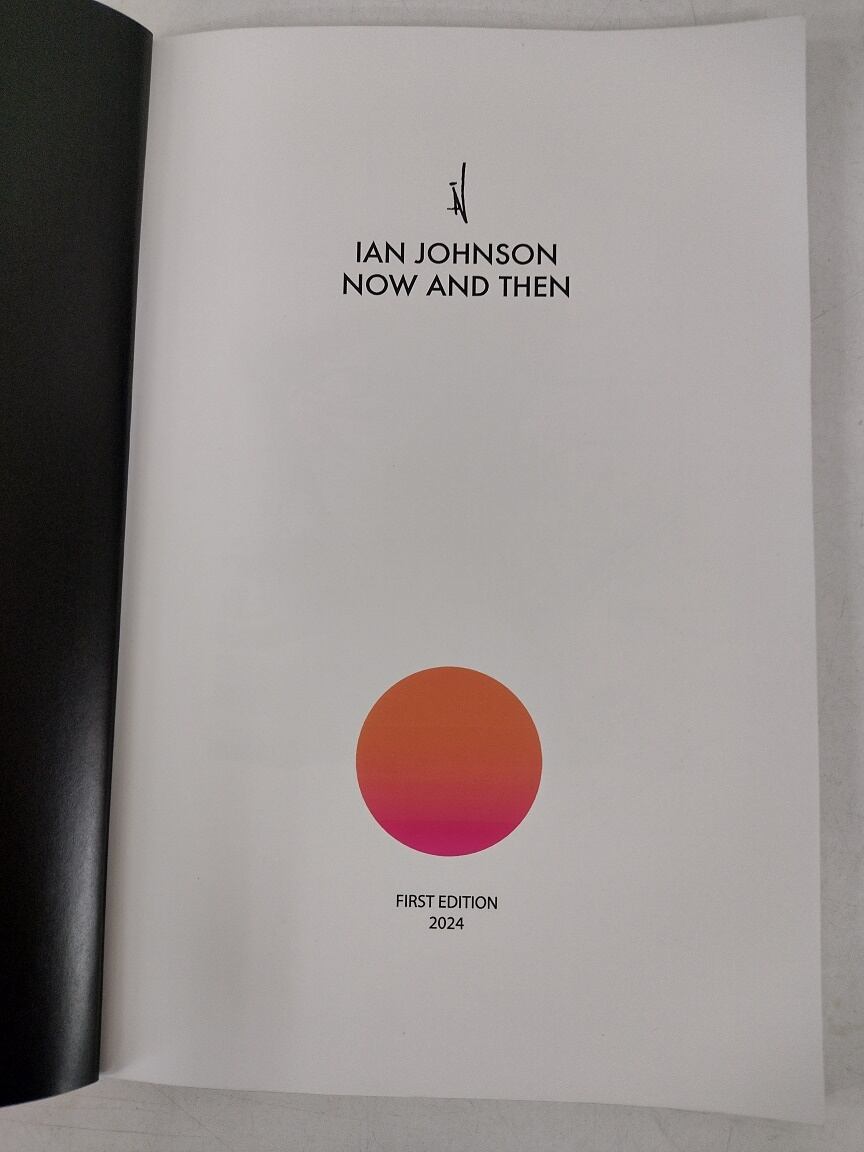 IAN JOHNSON
NOW AND THEN
FIRST EDITION
2024